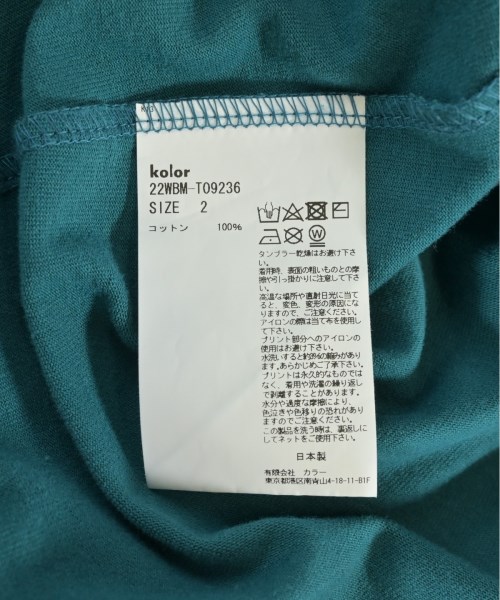 kolor
22WBM-T09236
SIZE 2
コットン 100%
タンブラー乾燥はお避け下さ
い。
着用時、表面の粗いものとの摩
擦や引っ掛かりに注意して下さ
い。
高温な場所や直射日光に当て
ると、変色、変形の原因にな
りますので、ご注意ください。
アイロンの際は当て布を使用し
て下さい。
プリント部分へのアイロンの
使用はお避け下さい。
水洗いすると約3%の縮みがあり
ます。あらかじめご了承下さい。
プリントは永久的なものでは
なく、着用や洗濯の繰り返し
で剥離する場合があります。
水分や過度な摩擦により、
色泣きや色移りの恐れがあり
ますのでご注意ください。
この製品を洗う時は、裏返しに
してネットをご使用下さい。
日本製
有限会社 カラー
東京都港区南青山4-18-11-B1F